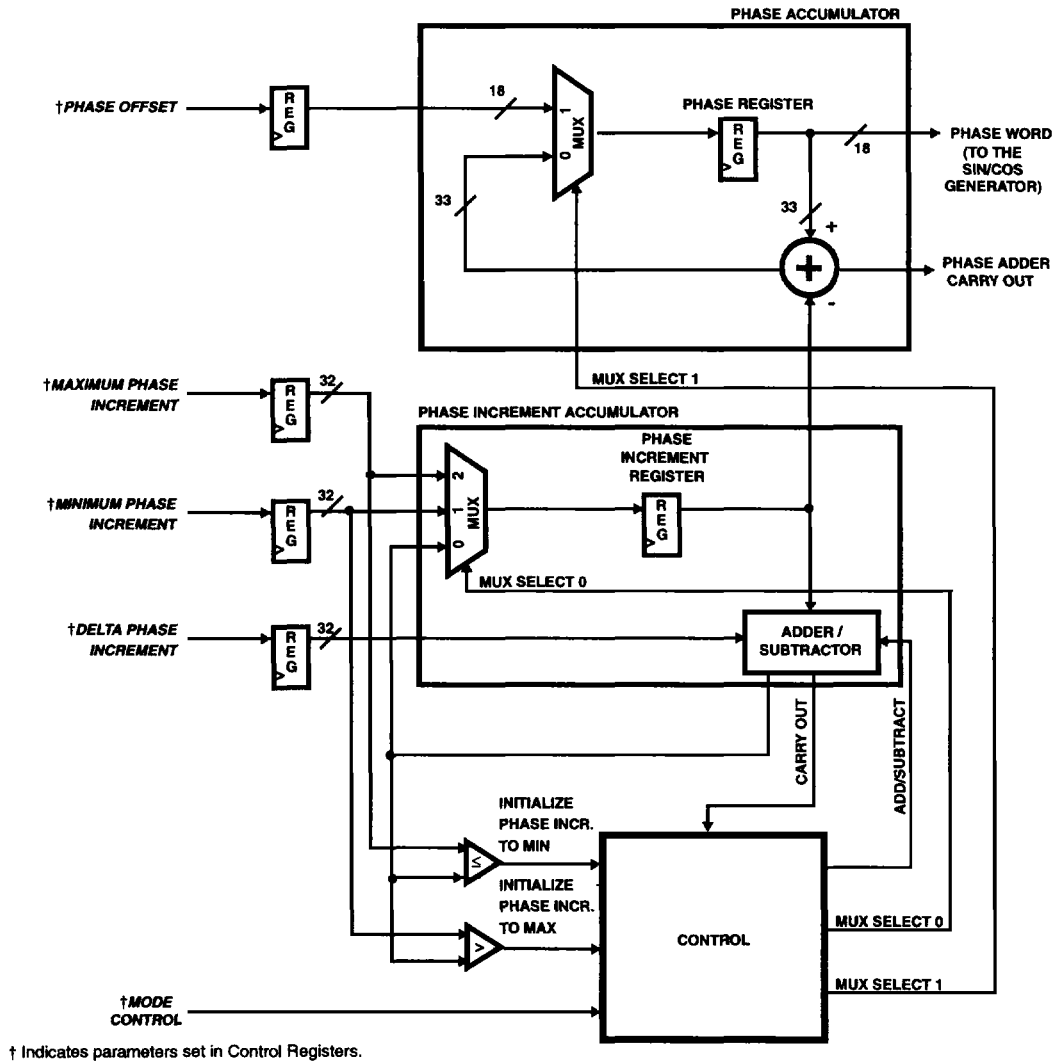 PHASE ACCUMULATOR
†PHASE OFFSET
REG
18
1
MUX
0
PHASE REGISTER
REG
18
PHASE WORD
(TO THE
SIN/COS
GENERATOR)
33
33
+
+
-
PHASE ADDER
CARRY OUT
†MAXIMUM PHASE
INCREMENT
REG
32
MUX SELECT 1
PHASE INCREMENT ACCUMULATOR
PHASE
INCREMENT
REGISTER
†MINIMUM PHASE
INCREMENT
REG
32
2
1
MUX
0
REG
MUX SELECT 0
†DELTA PHASE
INCREMENT
REG
32
ADDER /
SUBTRACTOR
CARRY OUT
ADD/SUBTRACT
INITIALIZE
PHASE INCR.
TO MIN
≤
INITIALIZE
PHASE INCR.
TO MAX
>
CONTROL
MUX SELECT 0
MUX SELECT 1
†MODE
CONTROL
† Indicates parameters set in Control Registers.